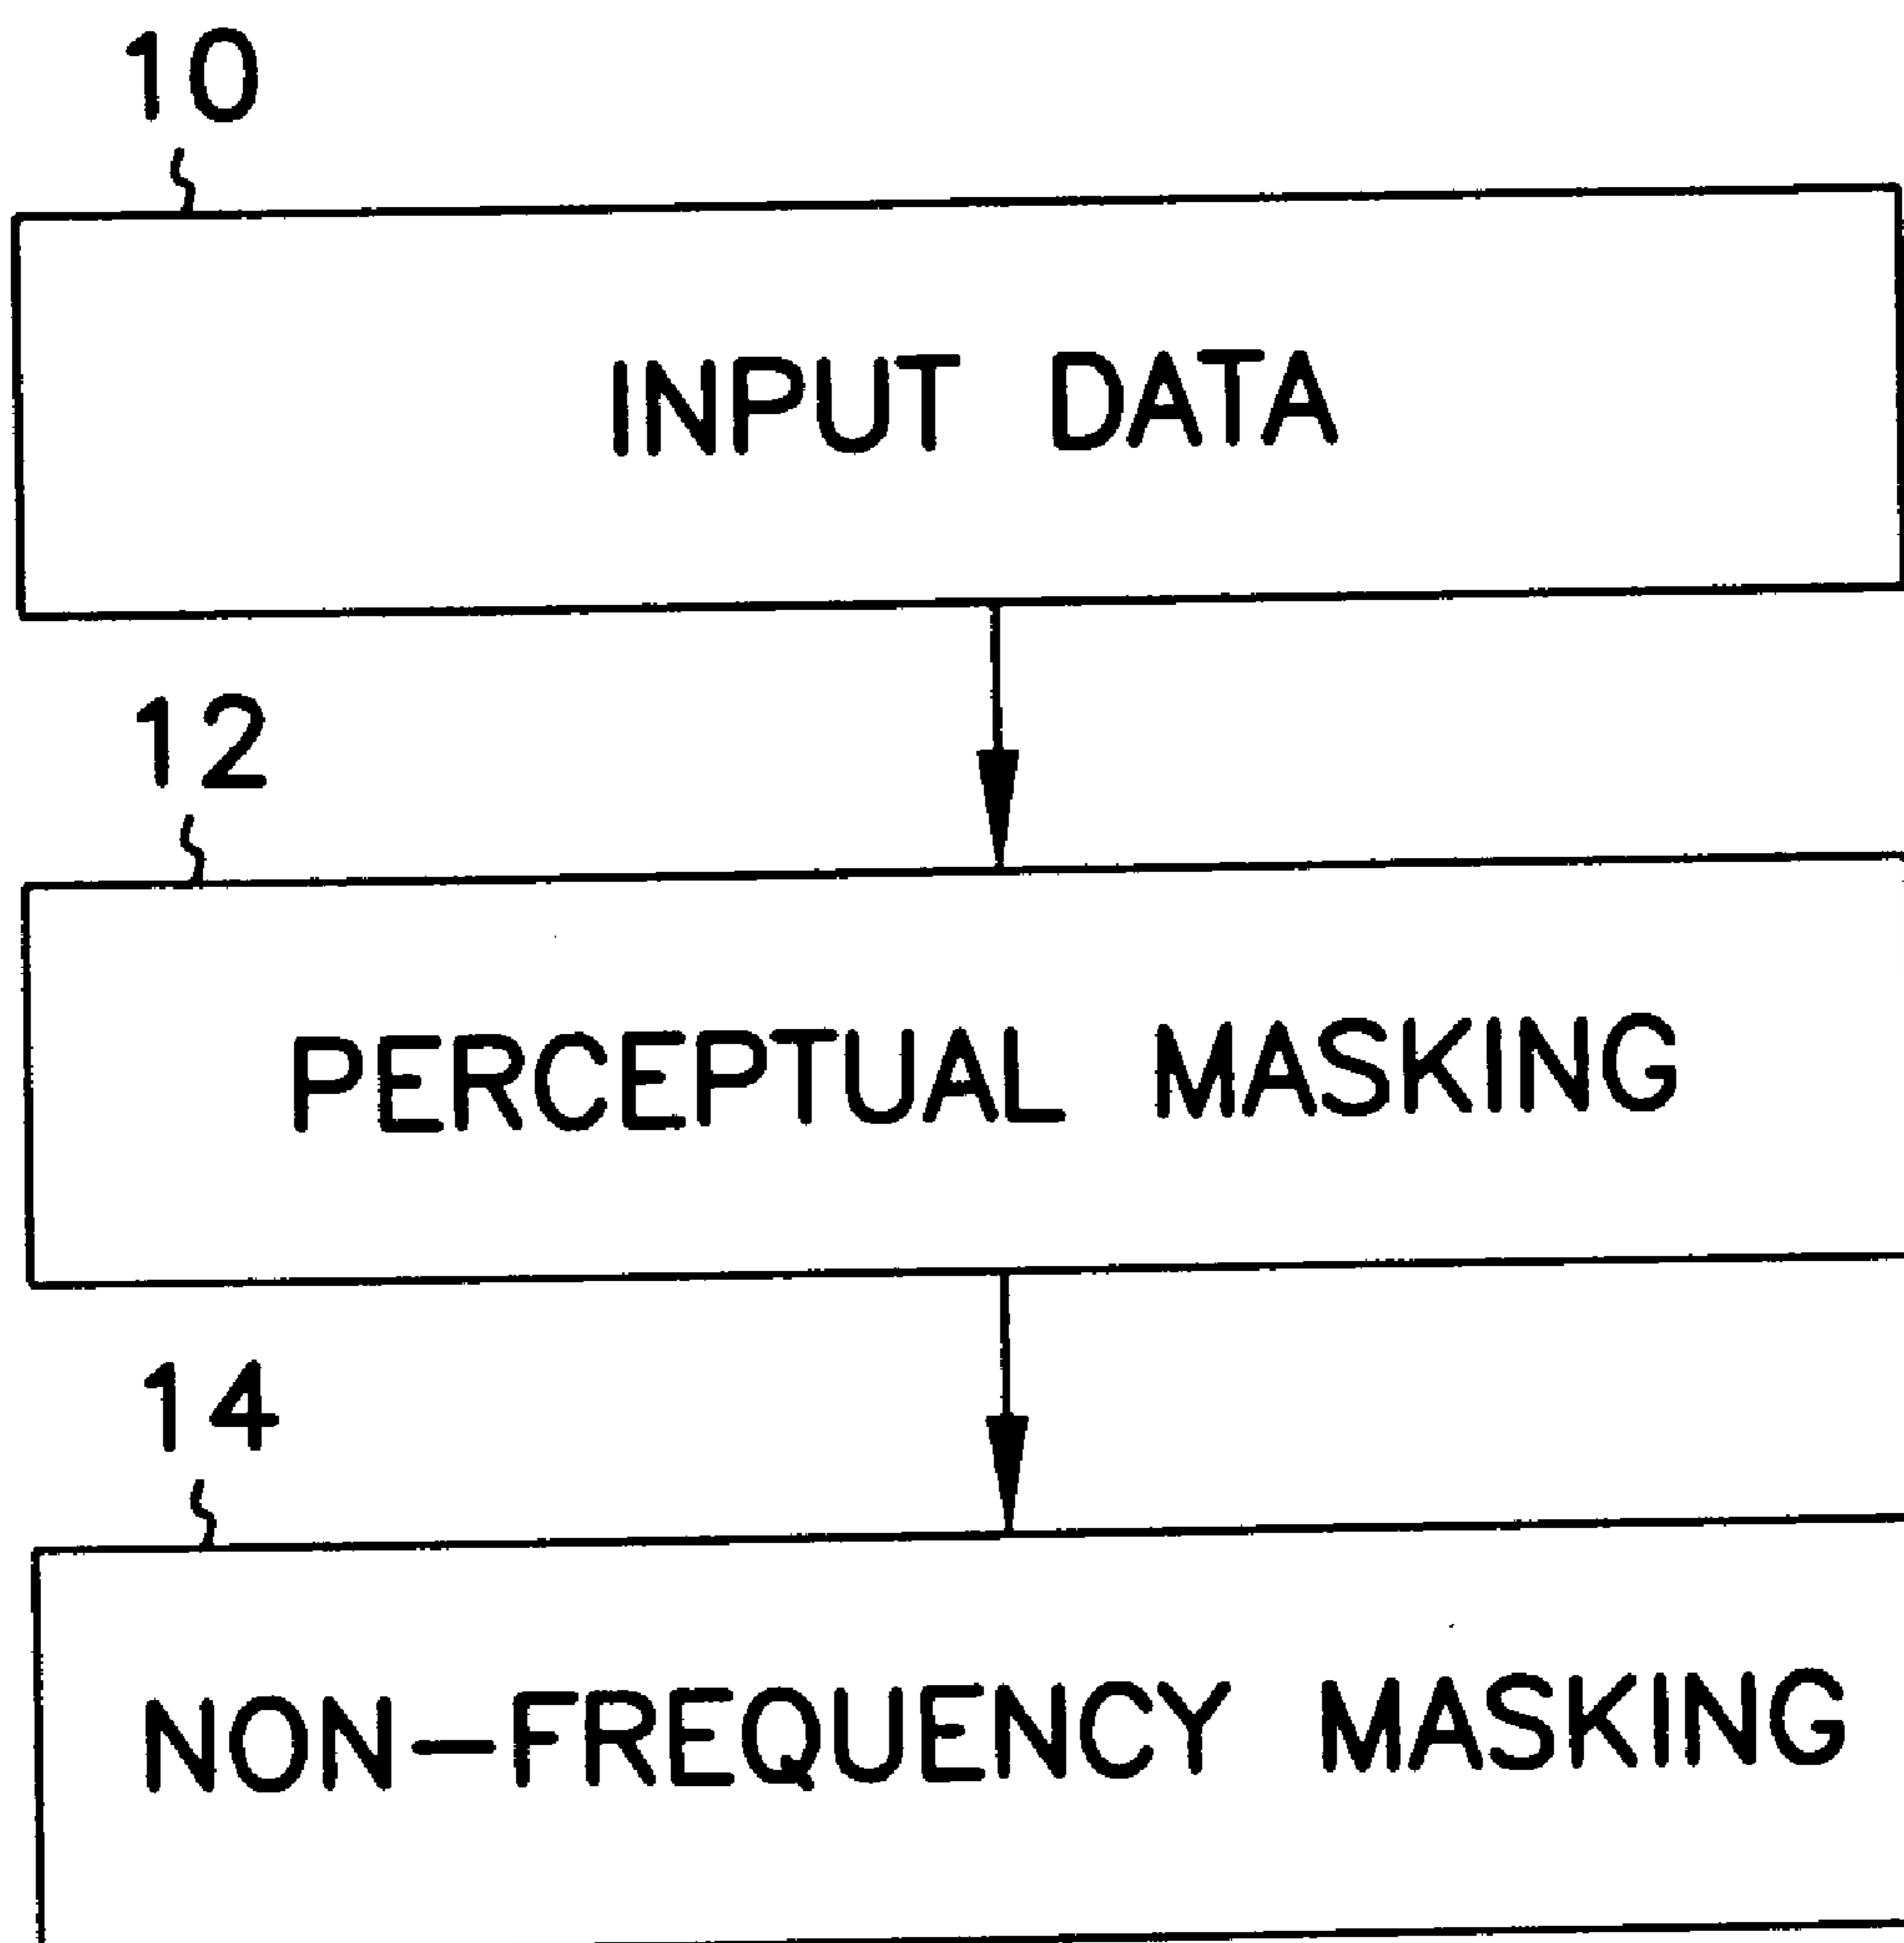 10
INPUT DATA
12
PERCEPTUAL MASKING
14
NON-FREQUENCY MASKING